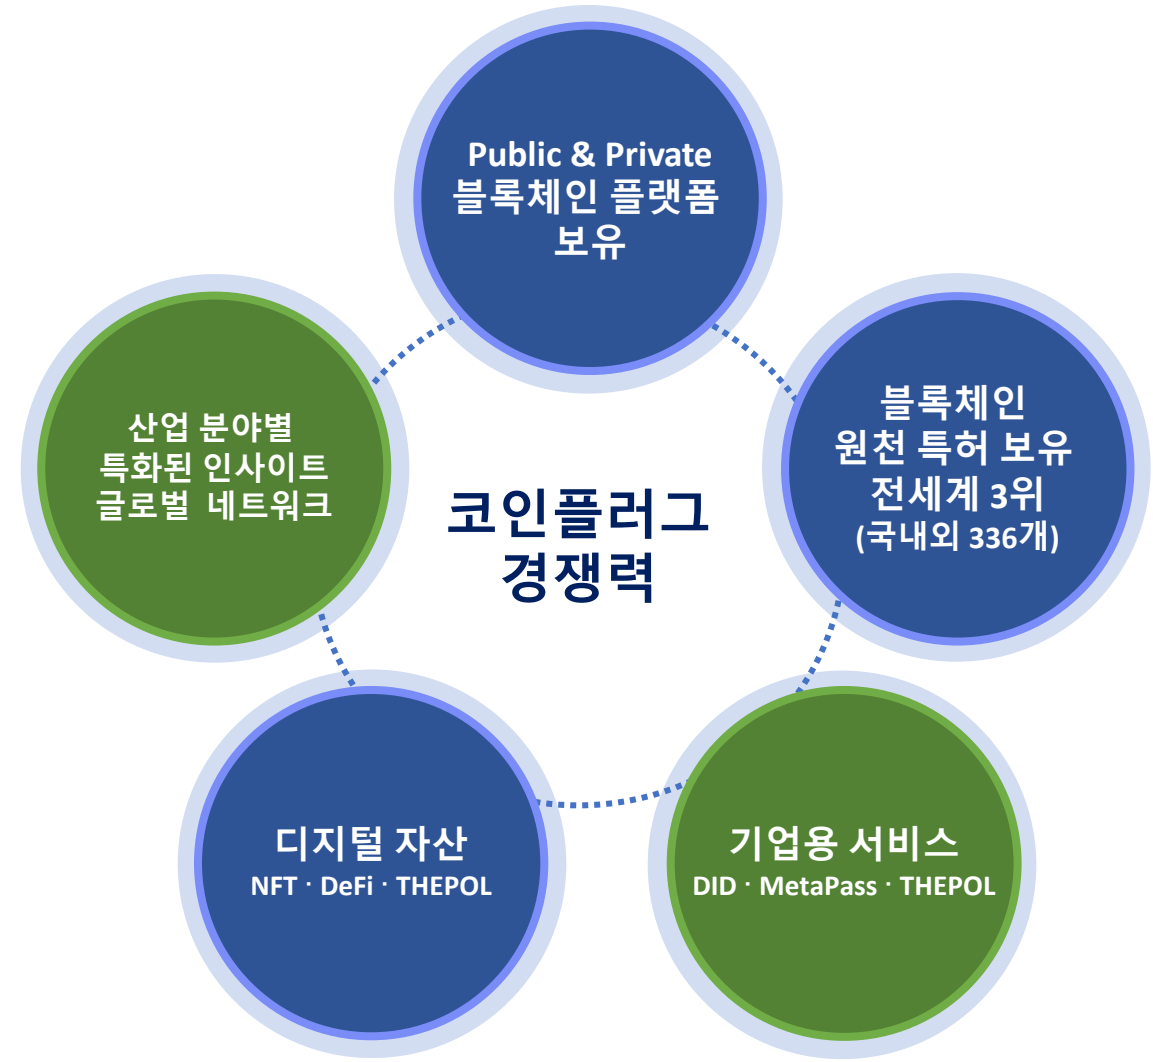 Public & Private
블록체인 플랫폼
보유
블록체인
원천 특허 보유
전세계 3위
(국내외 336개)
산업 분야별
특화된 인사이트
글로벌 네트워크
코인플러그
경쟁력
디지털 자산
NFT · DeFi · THEPOL
기업용 서비스
DID · MetaPass · THEPOL